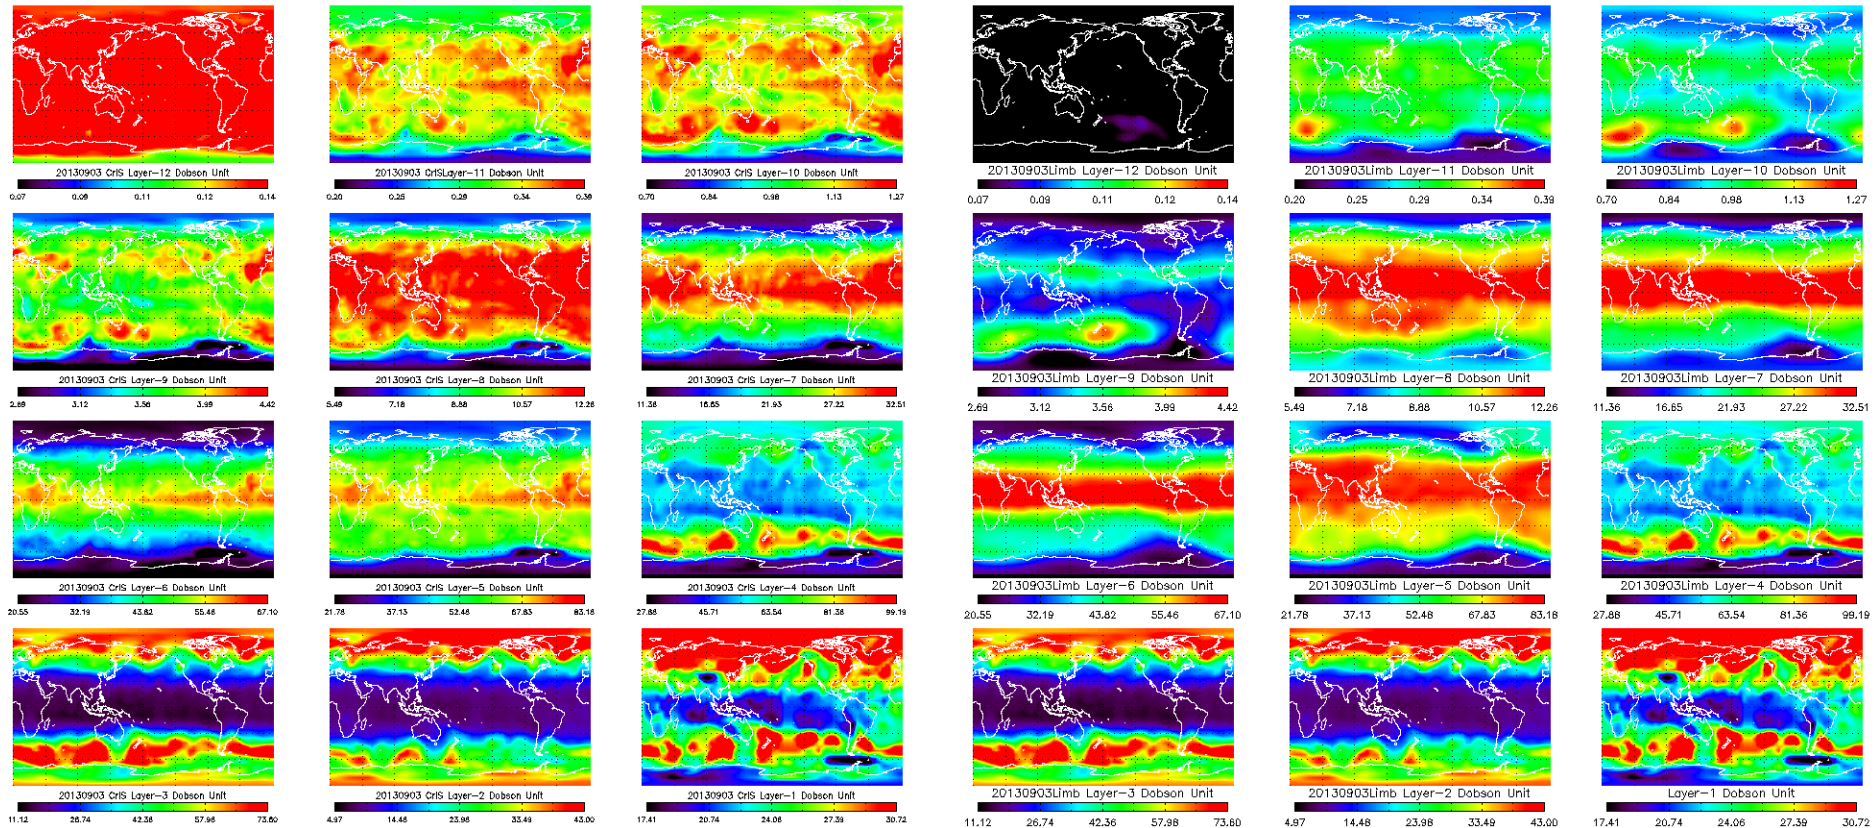 20130903 CrIS Layer-12 Dobson Unit
0.07 0.09 0.11 0.12 0.14
20130903 CrISLayer-11 Dobson Unit
0.20 0.25 0.29 0.34 0.39
20130903 CrIS Layer-10 Dobson Unit
0.70 0.84 0.98 1.13 1.27
20130903Limb Layer-12 Dobson Unit
0.07 0.09 0.11 0.12 0.14
20130903Limb Layer-11 Dobson Unit
0.20 0.25 0.29 0.34 0.39
20130903Limb Layer-10 Dobson Unit
0.70 0.84 0.98 1.13 1.27
20130903 CrIS Layer-9 Dobson Unit
2.69 3.12 3.56 3.99 4.42
20130903 CrIS Layer-8 Dobson Unit
5.49 7.18 8.88 10.57 12.26
20130903 CrIS Layer-7 Dobson Unit
11.36 16.65 21.93 27.22 32.51
20130903Limb Layer-9 Dobson Unit
2.69 3.12 3.56 3.99 4.42
20130903Limb Layer-8 Dobson Unit
5.49 7.18 8.88 10.57 12.26
20130903Limb Layer-7 Dobson Unit
11.36 16.65 21.93 27.22 32.51
20130903 CrIS Layer-6 Dobson Unit
20.55 32.19 43.82 55.46 67.10
20130903 CrIS Layer-5 Dobson Unit
21.78 37.13 52.48 67.83 83.18
20130903 CrIS Layer-4 Dobson Unit
27.88 45.71 63.54 81.36 99.19
20130903Limb Layer-6 Dobson Unit
20.55 32.19 43.82 55.46 67.10
20130903Limb Layer-5 Dobson Unit
21.78 37.13 52.48 67.83 83.18
20130903Limb Layer-4 Dobson Unit
27.88 45.71 63.54 81.36 99.19
20130903 CrIS Layer-3 Dobson Unit
11.12 26.74 42.36 57.98 73.60
20130903 CrIS Layer-2 Dobson Unit
4.97 14.48 23.98 33.49 43.00
20130903 CrIS Layer-1 Dobson Unit
17.41 20.74 24.06 27.39 30.72
20130903Limb Layer-3 Dobson Unit
11.12 26.74 42.36 57.98 73.60
20130903Limb Layer-2 Dobson Unit
4.97 14.48 23.98 33.49 43.00
Layer-1 Dobson Unit
17.41 20.74 24.06 27.39 30.72